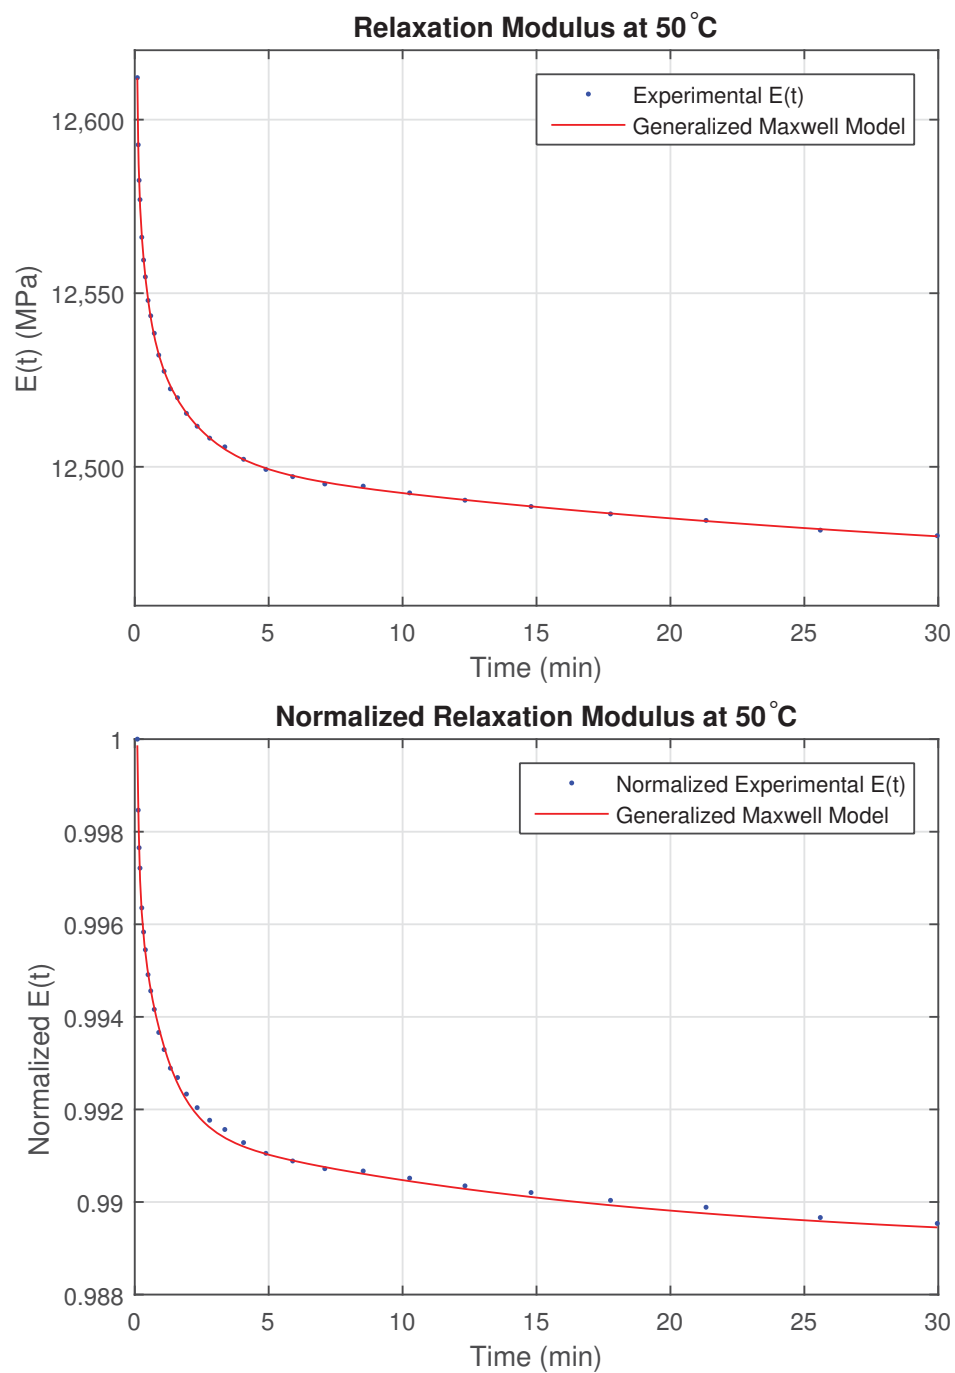 Relaxation Modulus at 50°C
Experimental E(t)
Generalized Maxwell Model
E(t) (MPa)
12,600
12,550
12,500
0 5 10 15 20 25 30
Time (min)
Normalized Relaxation Modulus at 50°C
Normalized Experimental E(t)
Generalized Maxwell Model
Normalized E(t)
1
0.998
0.996
0.994
0.992
0.99
0.988
0 5 10 15 20 25 30
Time (min)